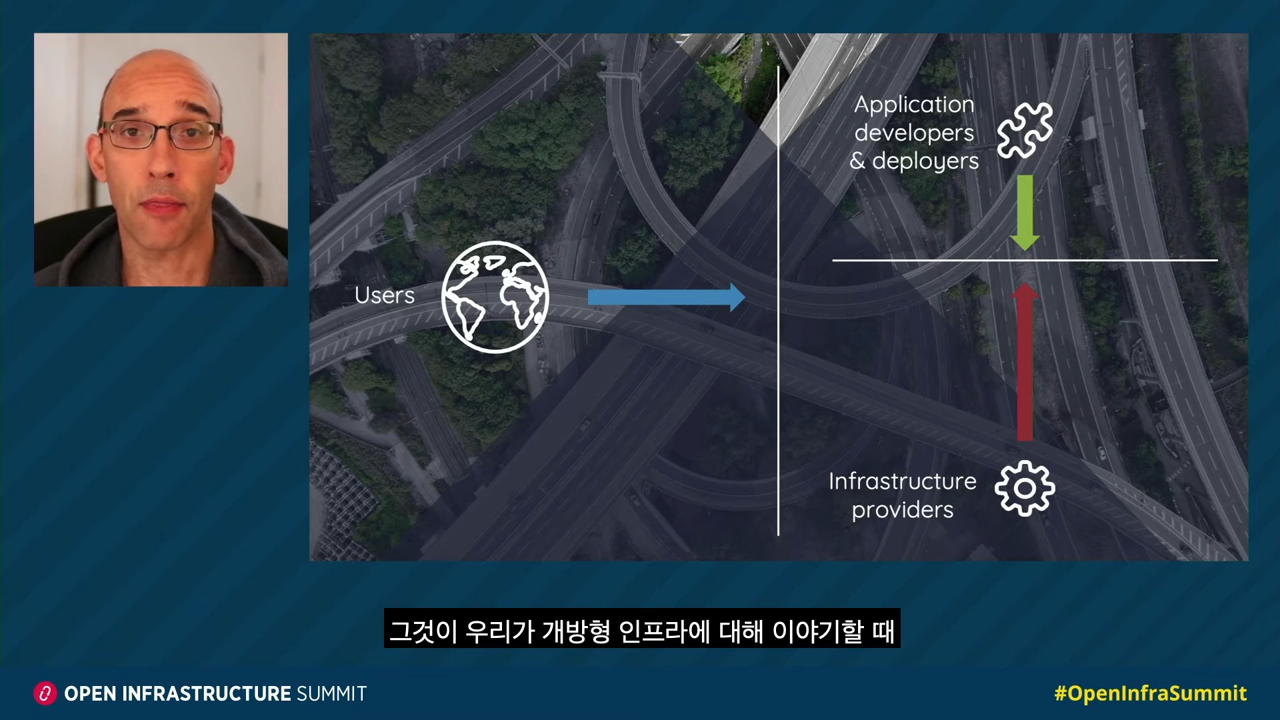 Application
developers
& deployers
Users
Infrastructure
providers
그것이 우리가 개방형 인프라에 대해 이야기할 때
OPEN INFRASTRUCTURE SUMMIT
#OpenInfraSummit